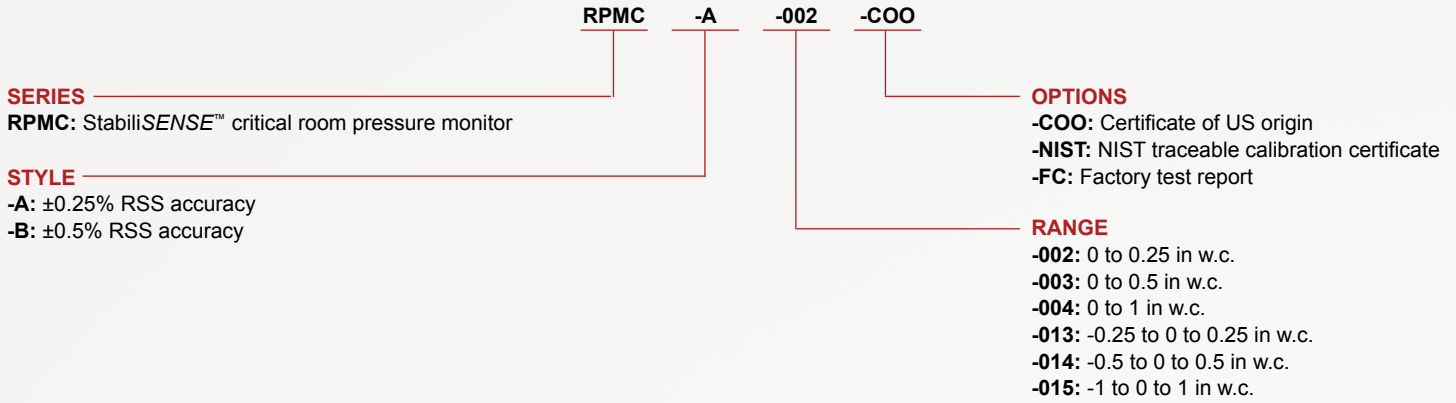 RPMC -A -002 -COO
SERIES
RPMC: StabiliSENSE™ critical room pressure monitor
STYLE
-A: ±0.25% RSS accuracy
-B: ±0.5% RSS accuracy
OPTIONS
-COO: Certificate of US origin
-NIST: NIST traceable calibration certificate
-FC: Factory test report
RANGE
-002: 0 to 0.25 in w.c.
-003: 0 to 0.5 in w.c.
-004: 0 to 1 in w.c.
-013: -0.25 to 0 to 0.25 in w.c.
-014: -0.5 to 0 to 0.5 in w.c.
-015: -1 to 0 to 1 in w.c.